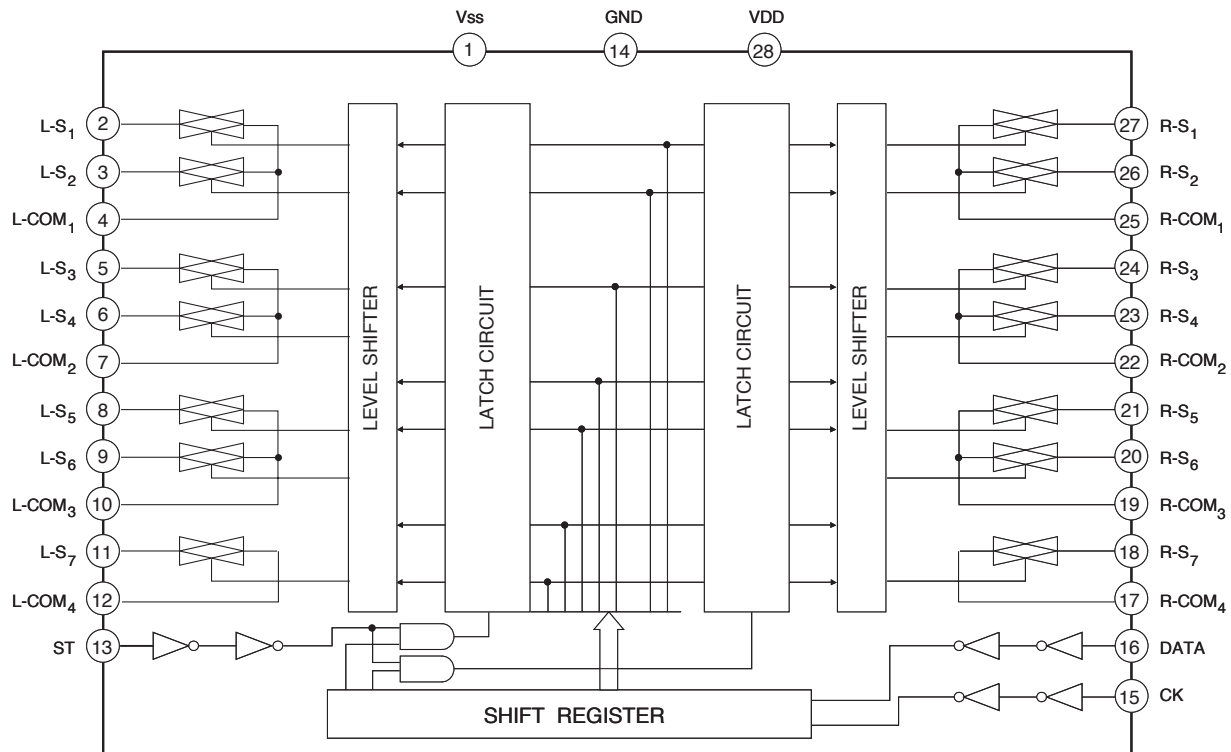 Vss GND VDD
1 14 28
L-S1 2
L-S2 3
L-COM1 4
L-S3 5
L-S4 6
L-COM2 7
L-S5 8
L-S6 9
L-COM3 10
L-S7 11
L-COM4 12
ST 13
LEVEL SHIFTER
LATCH CIRCUIT
LATCH CIRCUIT
LEVEL SHIFTER
27 R-S1
26 R-S2
25 R-COM1
24 R-S3
23 R-S4
22 R-COM2
21 R-S5
20 R-S6
19 R-COM3
18 R-S7
17 R-COM4
16 DATA
15 CK
SHIFT REGISTER